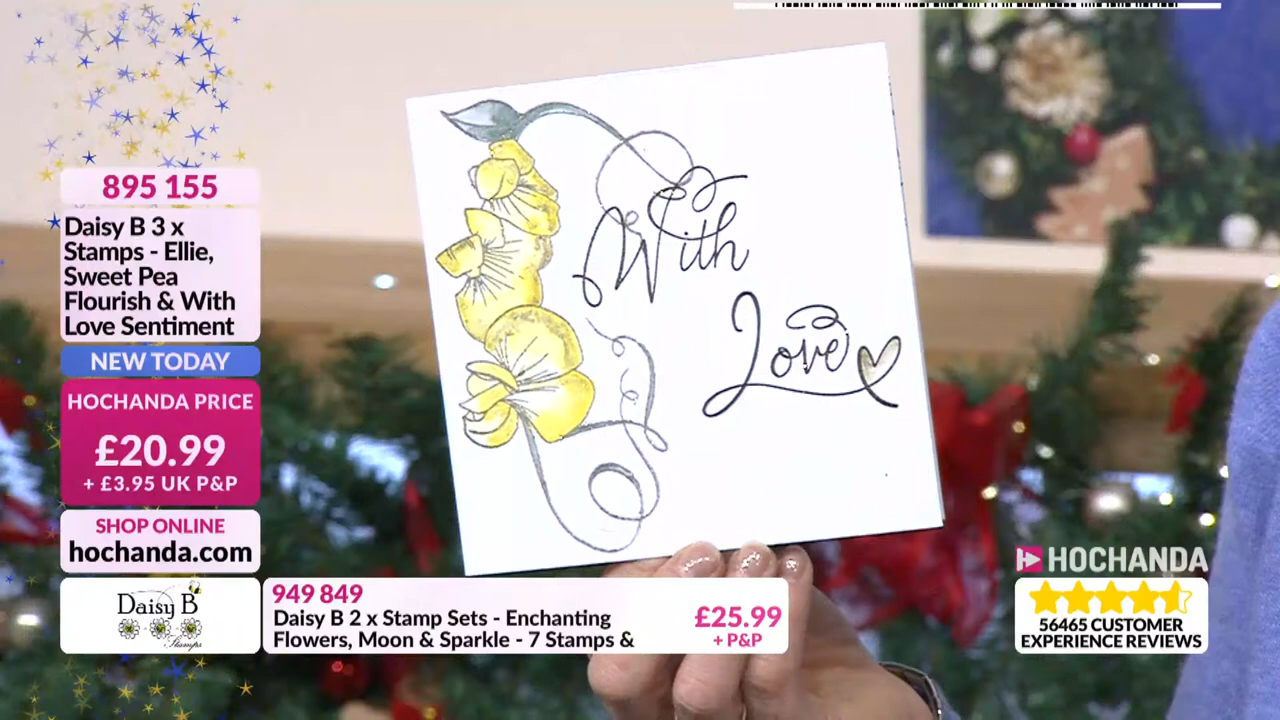 895 155
Daisy B 3 x
Stamps - Ellie,
Sweet Pea
Flourish & With
Love Sentiment
NEW TODAY
HOCHANDA PRICE
£20.99
+ £3.95 UK P&P
SHOP ONLINE
hochanda.com
With
Love
Daisy B
Stamps
949 849
Daisy B 2 x Stamp Sets - Enchanting
Flowers, Moon & Sparkle - 7 Stamps &
£25.99
+ P&P
HOCHANDA
56465 CUSTOMER
EXPERIENCE REVIEWS